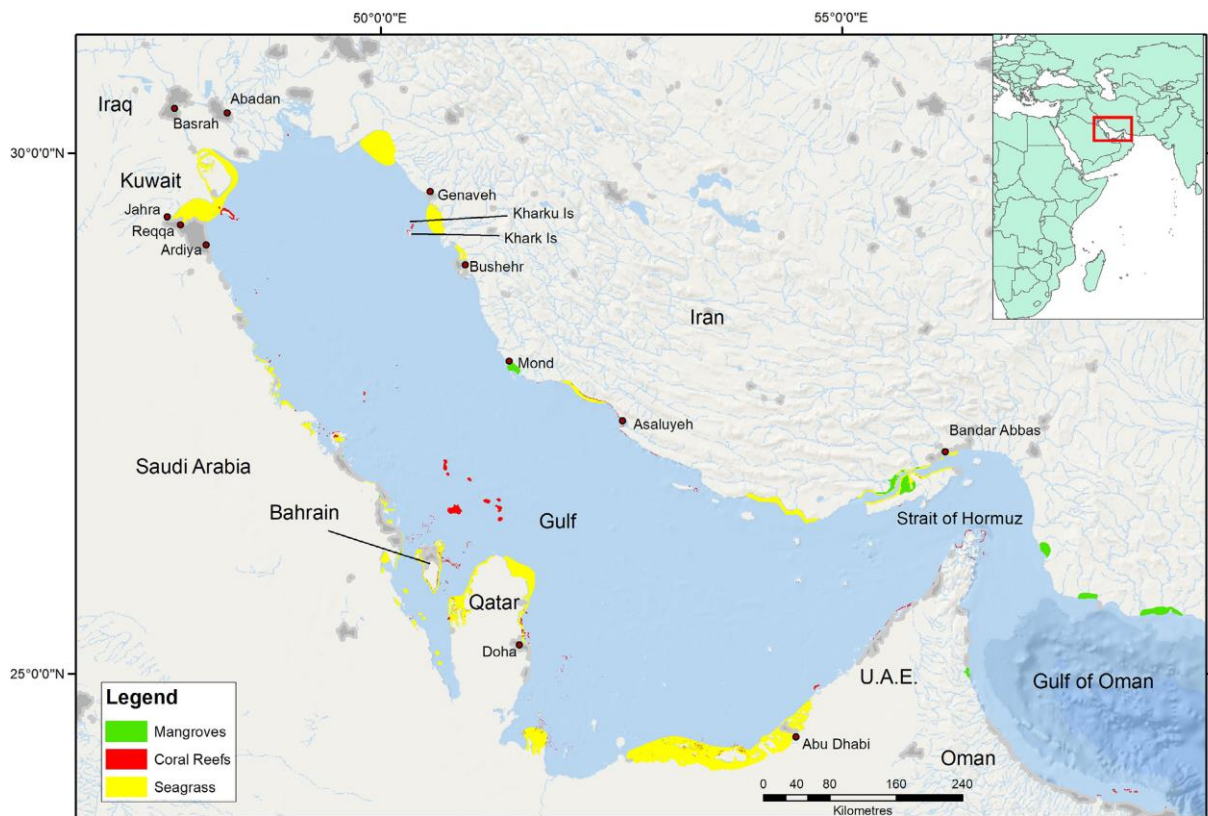 50°0'0"E
55°0'0"E
Iraq
Abadan
Basrah
30°0'0"N
Kuwait
Genaveh
Jahra
Kharku Is
Reqqa
Khark Is
Ardiya
Bushehr
Iran
Mond
Asaluyeh
Bandar Abbas
Saudi Arabia
Bahrain
Gulf
Strait of Hormuz
Qatar
Doha
25°0'0"N
U.A.E.
Gulf of Oman
Legend
Mangroves
Coral Reefs
Seagrass
Abu Dhabi
Oman
0 40 80 160 240
Kilometres